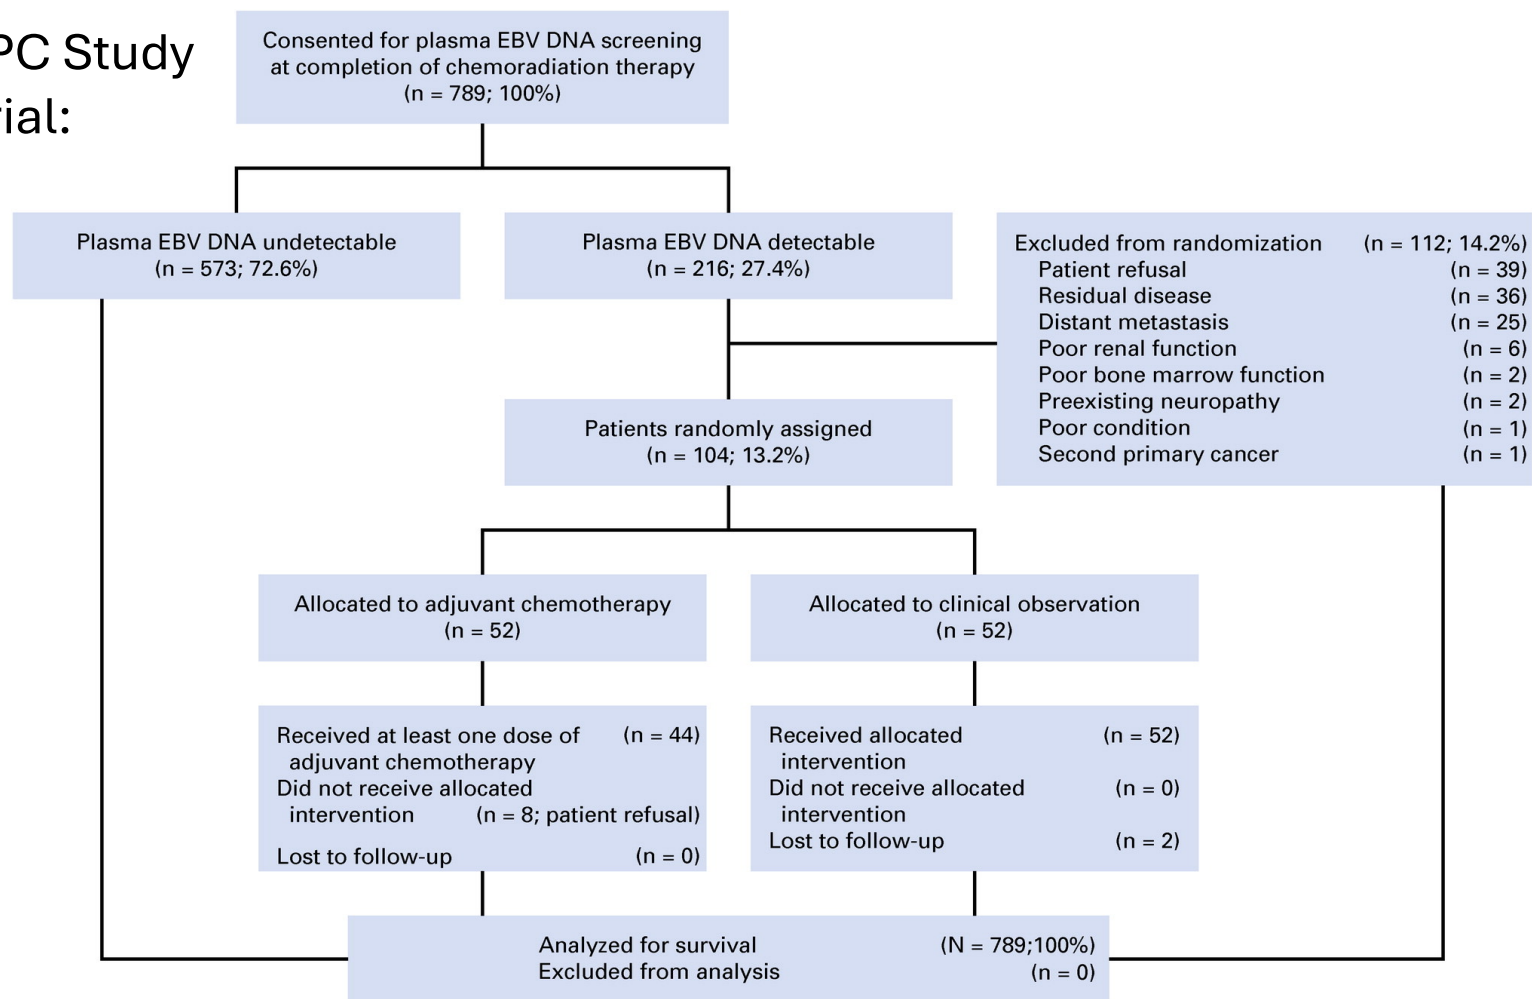 PC Study
rial:
Consented for plasma EBV DNA screening
at completion of chemoradiation therapy
(n = 789; 100%)
Plasma EBV DNA undetectable
(n = 573; 72.6%)
Plasma EBV DNA detectable
(n = 216; 27.4%)
Excluded from randomization (n = 112; 14.2%)
Patient refusal (n = 39)
Residual disease (n = 36)
Distant metastasis (n = 25)
Poor renal function (n = 6)
Poor bone marrow function (n = 2)
Preexisting neuropathy (n = 2)
Poor condition (n = 1)
Second primary cancer (n = 1)
Patients randomly assigned
(n = 104; 13.2%)
Allocated to adjuvant chemotherapy
(n = 52)
Allocated to clinical observation
(n = 52)
Received at least one dose of (n = 44)
adjuvant chemotherapy
Did not receive allocated
intervention (n = 8; patient refusal)
Lost to follow-up (n = 0)
Received allocated (n = 52)
intervention
Did not receive allocated (n = 0)
intervention
Lost to follow-up (n = 2)
Analyzed for survival (N = 789;100%)
Excluded from analysis (n = 0)